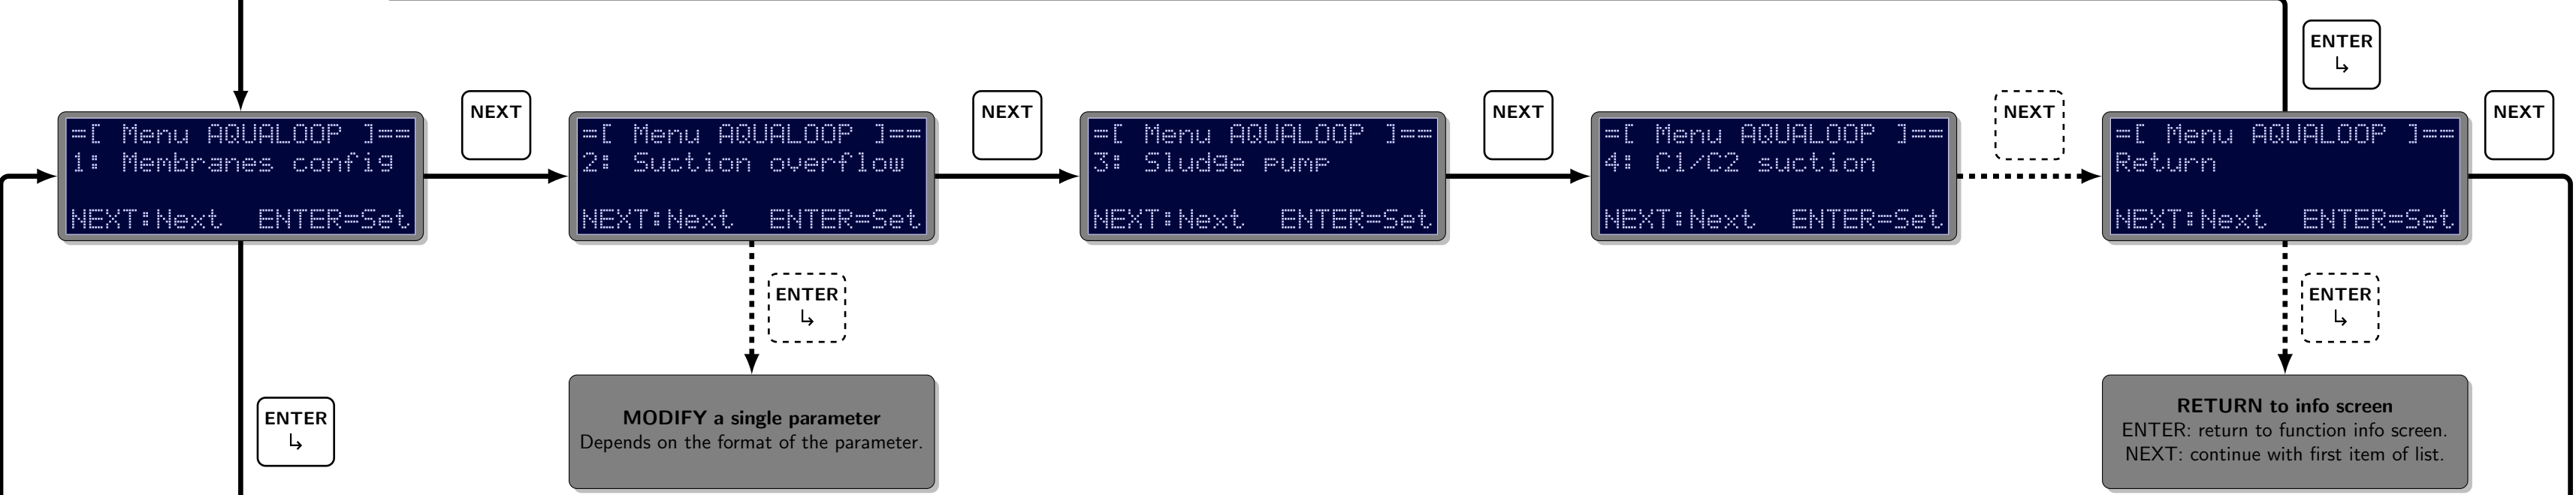 ENTER
↳
NEXT
NEXT
NEXT
NEXT
NEXT
=[ Menu AQUALOOP ]==
1: Membranes config
NEXT:Next ENTER=Set
=[ Menu AQUALOOP ]==
2: Suction overflow
NEXT:Next ENTER=Set
=[ Menu AQUALOOP ]==
3: Sludge pump
NEXT:Next ENTER=Set
=[ Menu AQUALOOP ]==
4: C1/C2 suction
NEXT:Next ENTER=Set
=[ Menu AQUALOOP ]==
Return
NEXT:Next ENTER=Set
ENTER
↳
ENTER
↳
ENTER
↳
MODIFY a single parameter
Depends on the format of the parameter.
RETURN to info screen
ENTER: return to function info screen.
NEXT: continue with first item of list.